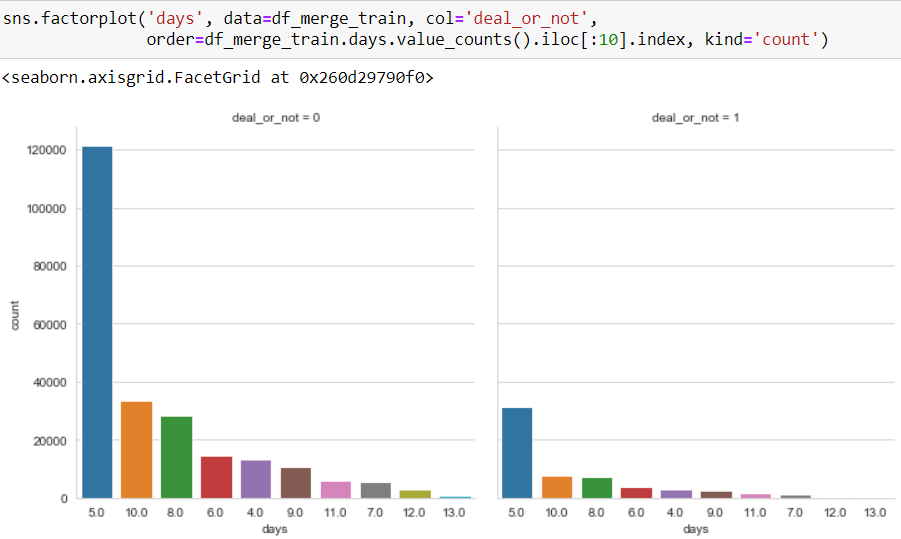 sns.factorplot('days', data=df_merge_train, col='deal_or_not',
order=df_merge_train.days.value_counts().iloc[:10].index, kind='count')
<seaborn.axisgrid.FacetGrid at 0x260d29790f0>
deal_or_not = 0
deal_or_not = 1
120000
100000
80000
60000
40000
20000
0
count
5.0 10.0 8.0 6.0 4.0 9.0 11.0 7.0 12.0 13.0
days
5.0 10.0 8.0 6.0 4.0 9.0 11.0 7.0 12.0 13.0
days